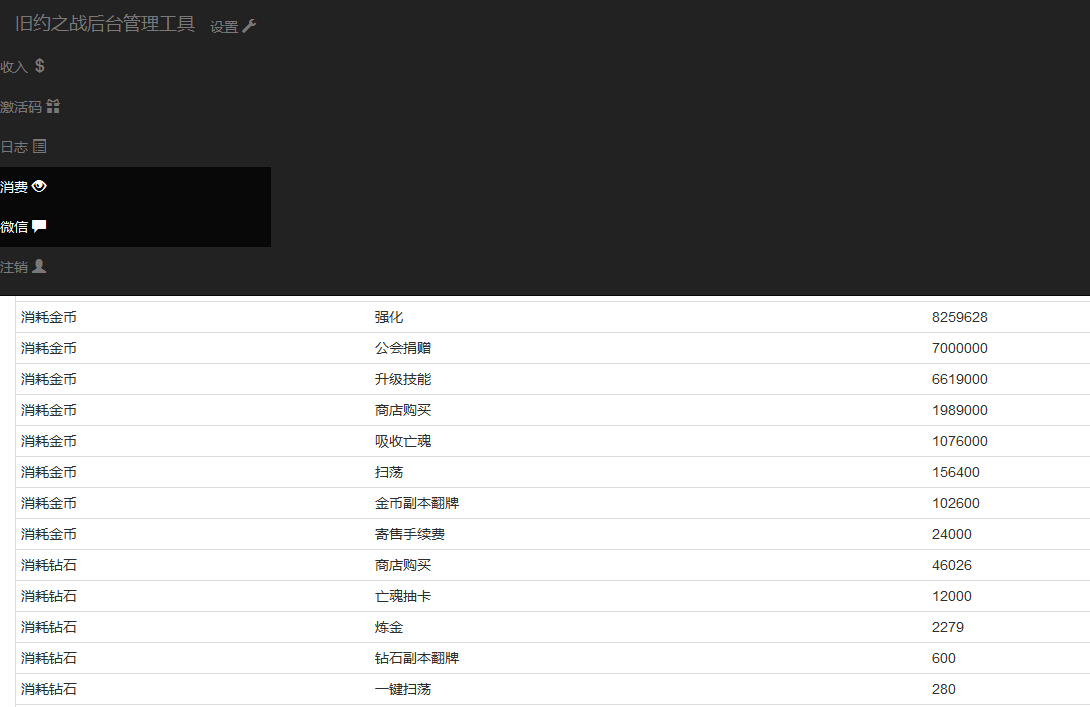 旧约之战后台管理工具 设置
收入
激活码
日志
消费
微信
注销
消耗金币 强化 8259628
消耗金币 公会捐赠 7000000
消耗金币 升级技能 6619000
消耗金币 商店购买 1989000
消耗金币 吸收亡魂 1076000
消耗金币 扫荡 156400
消耗金币 金币副本翻牌 102600
消耗金币 寄售手续费 24000
消耗钻石 商店购买 46026
消耗钻石 亡魂抽卡 12000
消耗钻石 炼金 2279
消耗钻石 钻石副本翻牌 600
消耗钻石 一键扫荡 280